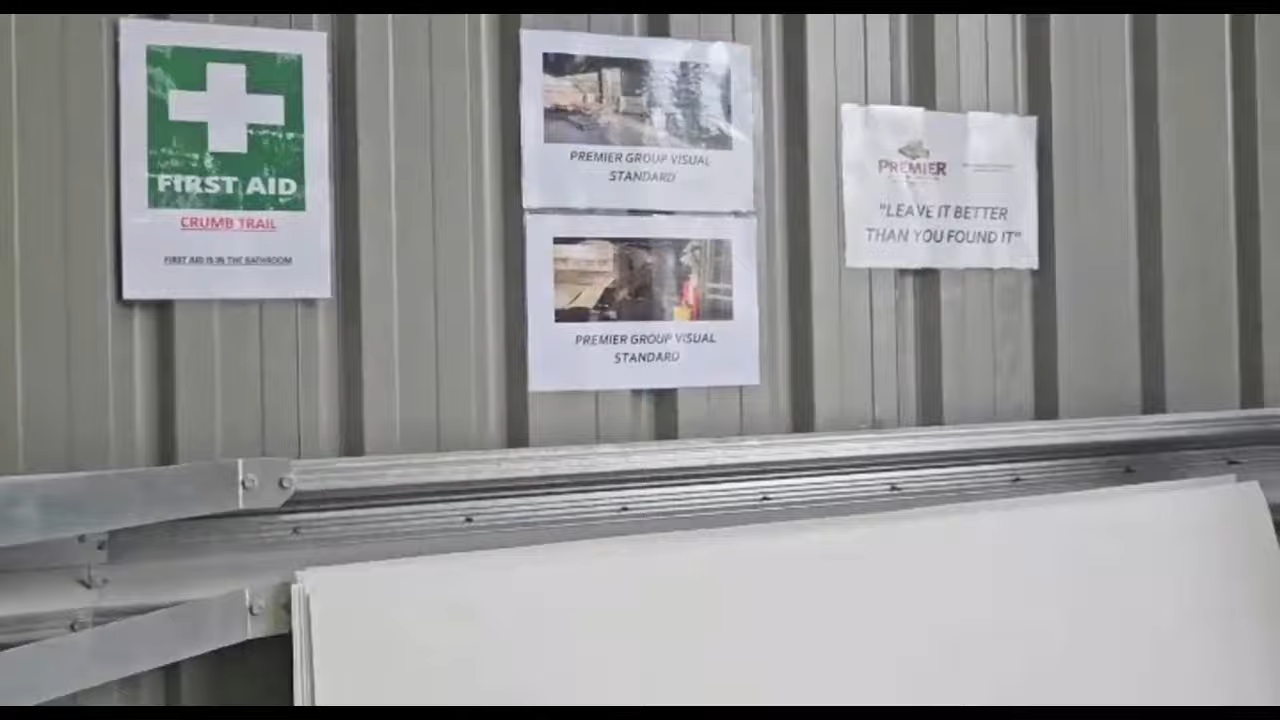 FIRST AID
CRUMB TRAIL
FIRST AID IS IN THE BATHROOM
PREMIER GROUP VISUAL
STANDARD
PREMIER GROUP VISUAL
STANDARD
PREMIER
"LEAVE IT BETTER
THAN YOU FOUND IT"